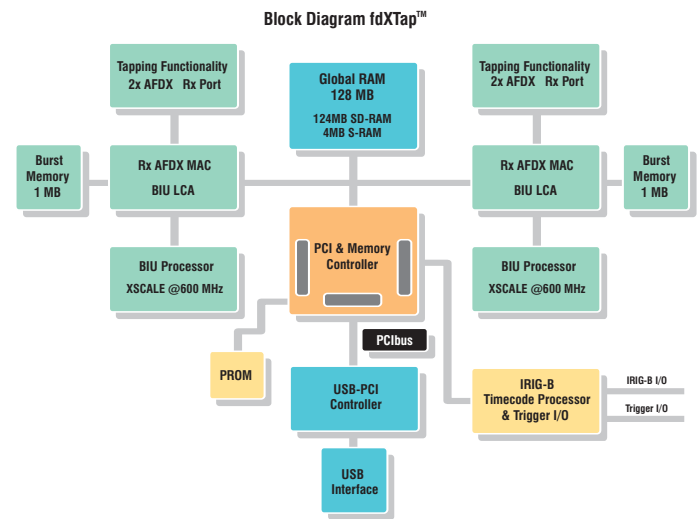 Block Diagram fdXTap™
Tapping Functionality
2x AFDX Rx Port
Global RAM
128 MB
124MB SD-RAM
4MB S-RAM
Tapping Functionality
2x AFDX Rx Port
Burst
Memory
1 MB
Rx AFDX MAC
BIU LCA
Rx AFDX MAC
BIU LCA
Burst
Memory
1 MB
BIU Processor
XSCALE @600 MHz
PCI & Memory
Controller
BIU Processor
XSCALE @600 MHz
PCIbus
PROM
USB-PCI
Controller
IRIG-B
Timecode Processor
& Trigger I/O
IRIG-B I/O
Trigger I/O
USB
Interface